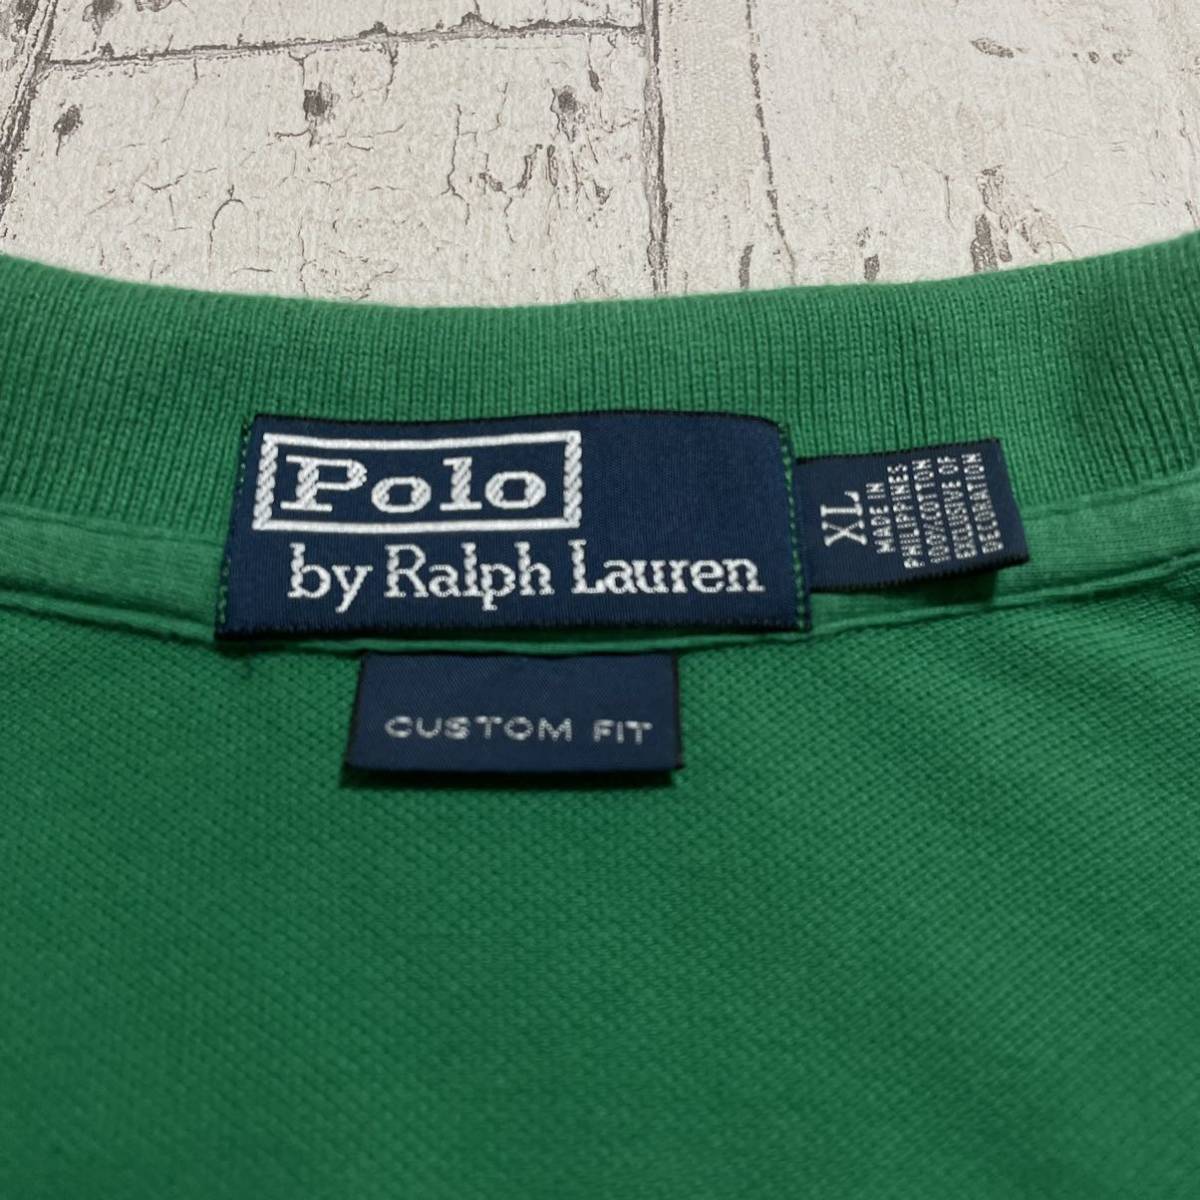 Polo
by Ralph Lauren
XL
MADE IN
PHILIPPINES
100% COTTON
EXCLUSIVE OF
DECORATION
CUSTOM FIT